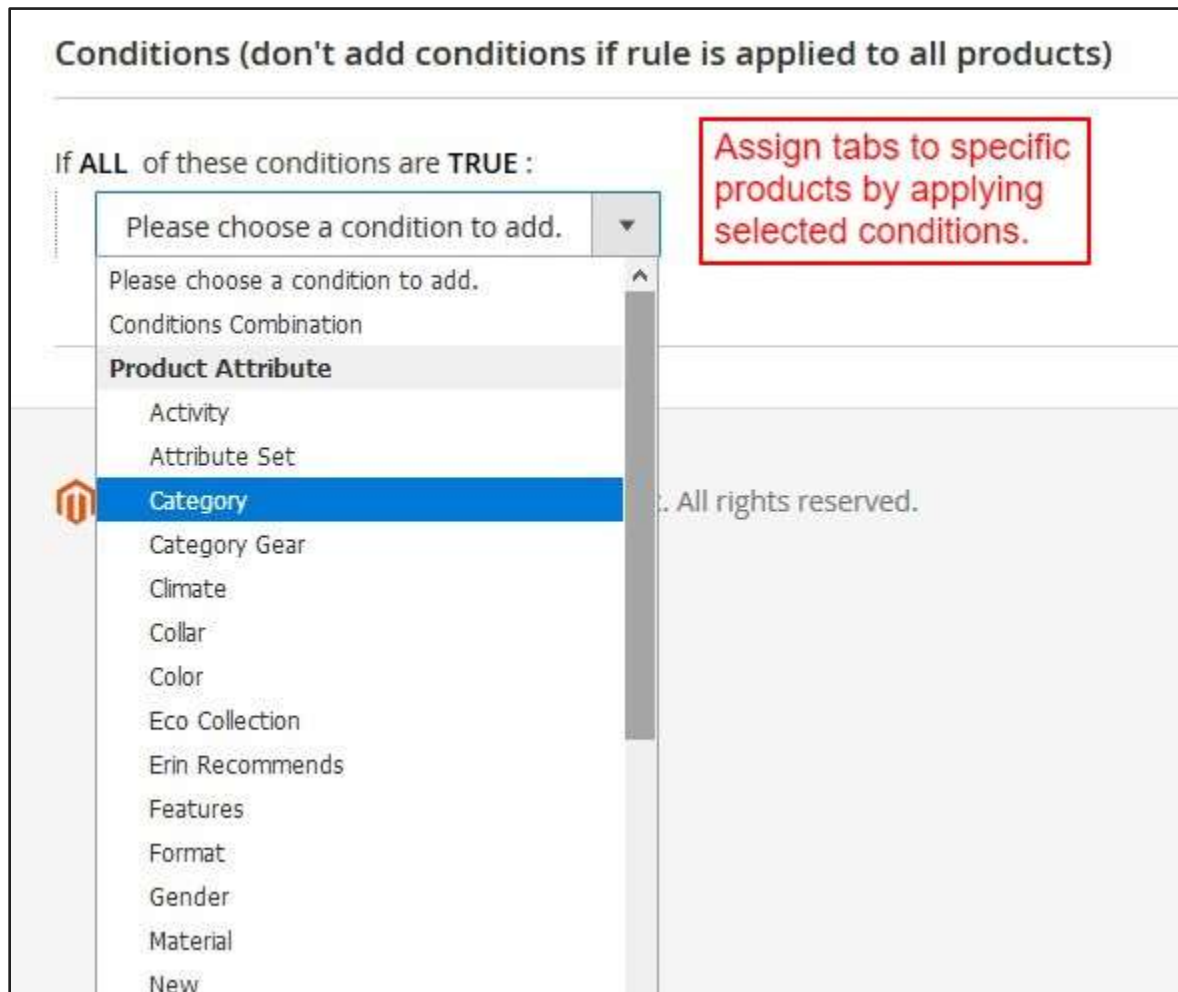 Conditions (don't add conditions if rule is applied to all products)
If ALL of these conditions are TRUE :
Assign tabs to specific
products by applying
selected conditions.
Please choose a condition to add.
Please choose a condition to add.
Conditions Combination
Product Attribute
Activity
Attribute Set
Category
. All rights reserved.
Category Gear
Climate
Collar
Color
Eco Collection
Erin Recommends
Features
Format
Gender
Material
New